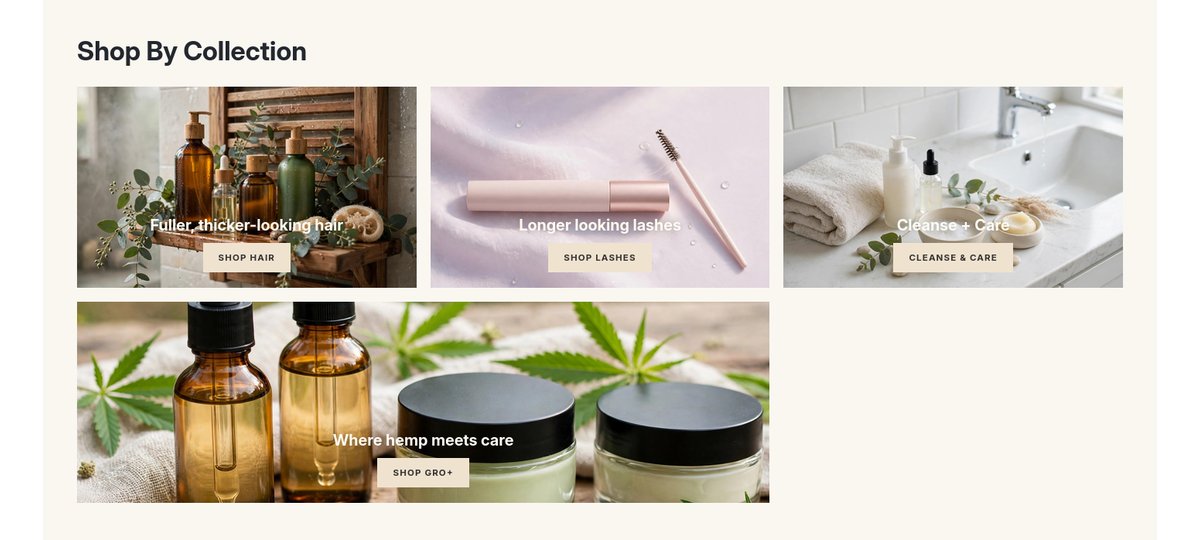 Shop By Collection
Fuller, thicker-looking hair
SHOP HAIR
Longer looking lashes
SHOP LASHES
Cleanse + Care
CLEANSE & CARE
Where hemp meets care
SHOP GRO+